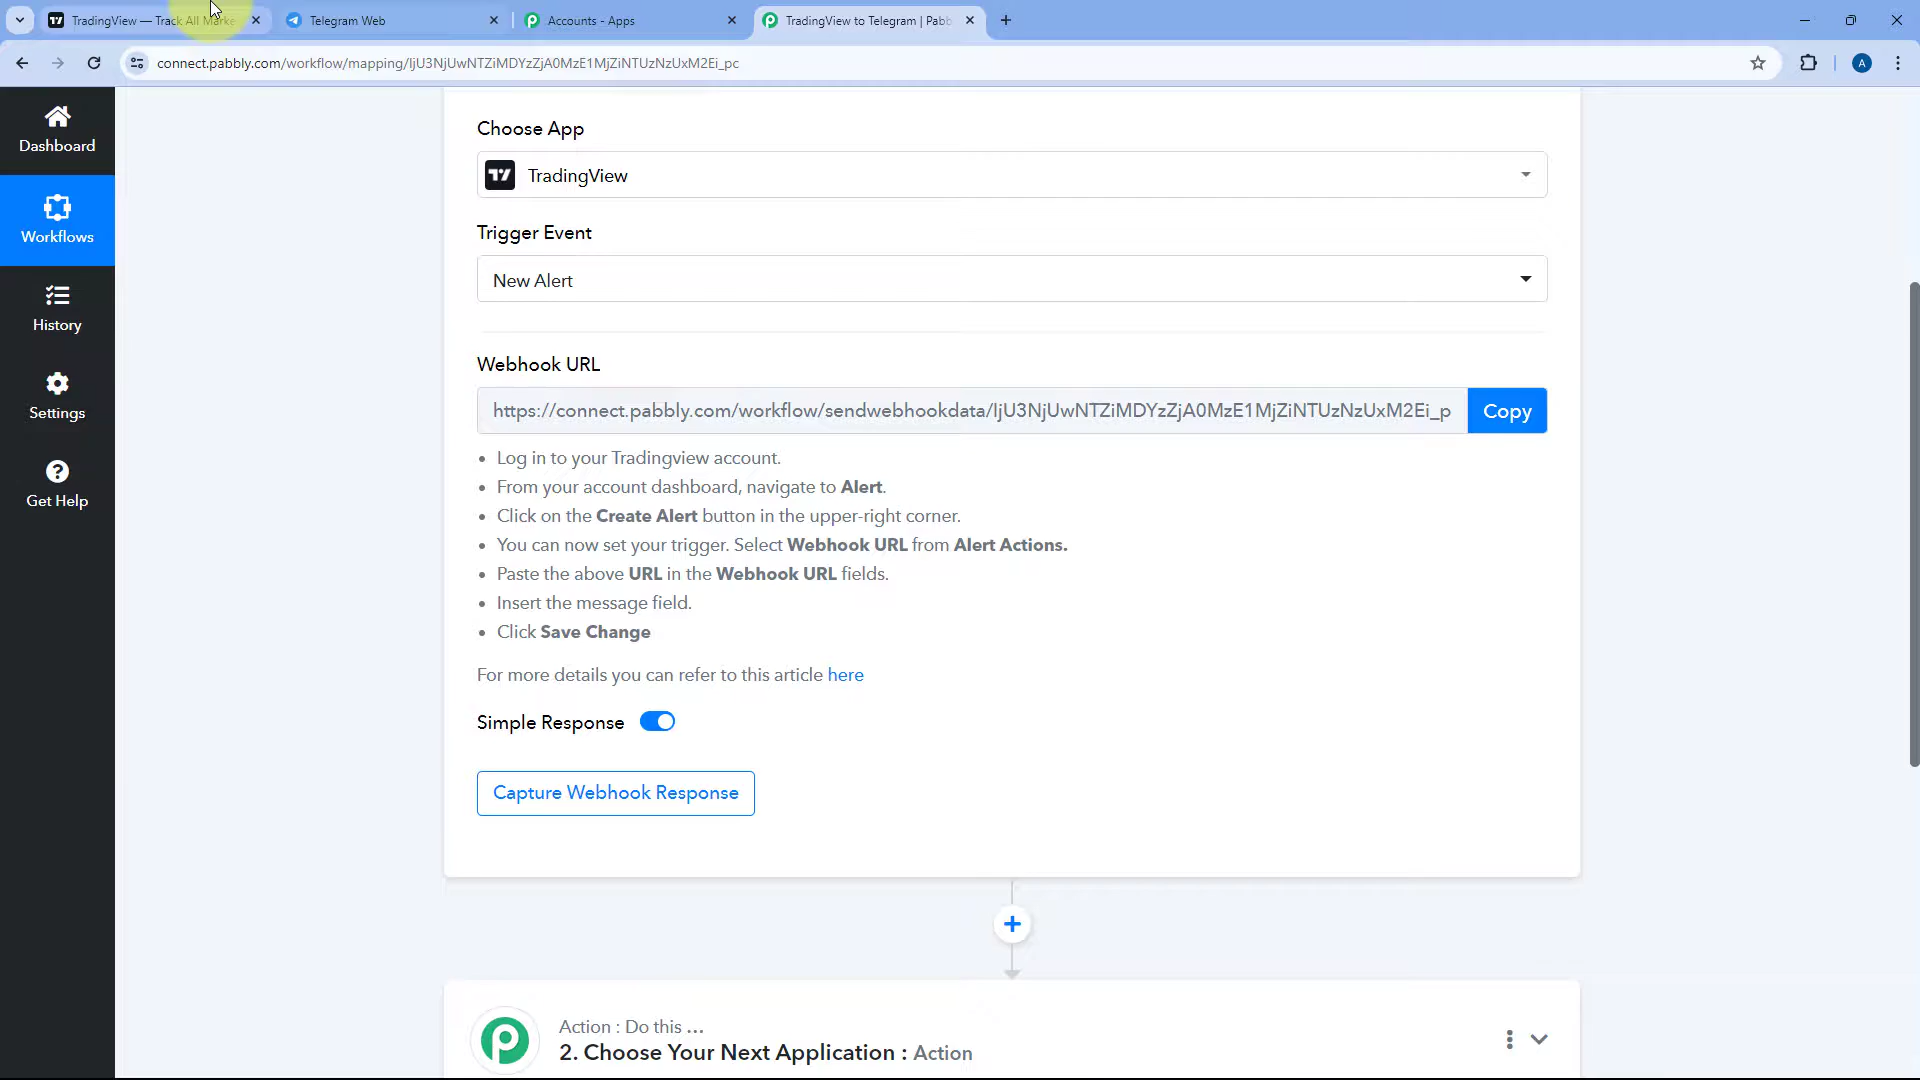 TradingView — Track All Marke
Telegram Web
Accounts - Apps
TradingView to Telegram | Pabb
connect.pabbly.com/workflow/mapping/IjU3NjUwNTZiMDYzZjA0MzE1MjZiNTUzNzUxM2Ei_pc
A
Dashboard
Workflows
History
Settings
Get Help
Choose App
TradingView
Trigger Event
New Alert
Webhook URL
https://connect.pabbly.com/workflow/sendwebhookdata/IjU3NjUwNTZiMDYzZjA0MzE1MjZiNTUzNzUxM2Ei_p
Copy
Log in to your Tradingview account.
From your account dashboard, navigate to Alert.
Click on the Create Alert button in the upper-right corner.
You can now set your trigger. Select Webhook URL from Alert Actions.
Paste the above URL in the Webhook URL fields.
Insert the message field.
Click Save Change
For more details you can refer to this article here
Simple Response
Capture Webhook Response
Action : Do this ...
2. Choose Your Next Application : Action